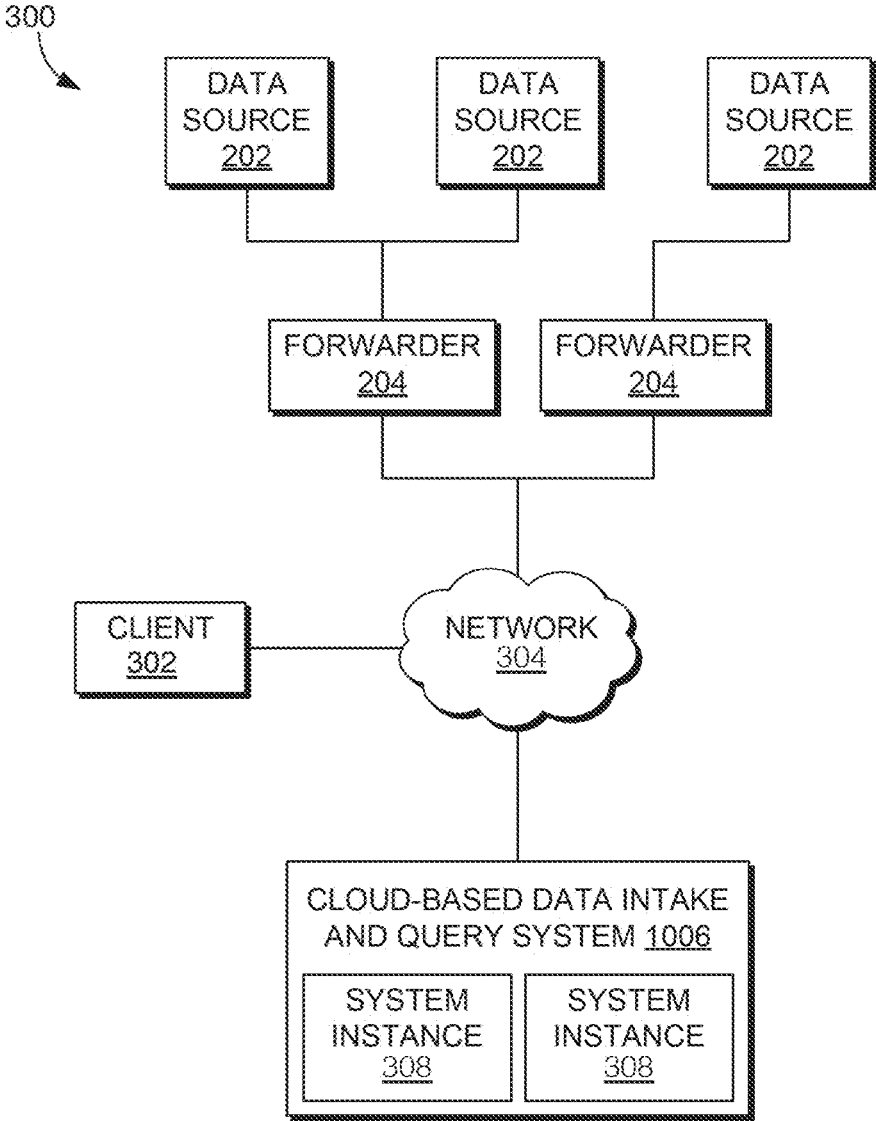 300
DATA
SOURCE
202
DATA
SOURCE
202
DATA
SOURCE
202
FORWARDER
204
FORWARDER
204
CLIENT
302
NETWORK
304
CLOUD-BASED DATA INTAKE
AND QUERY SYSTEM 1006
SYSTEM
INSTANCE
308
SYSTEM
INSTANCE
308